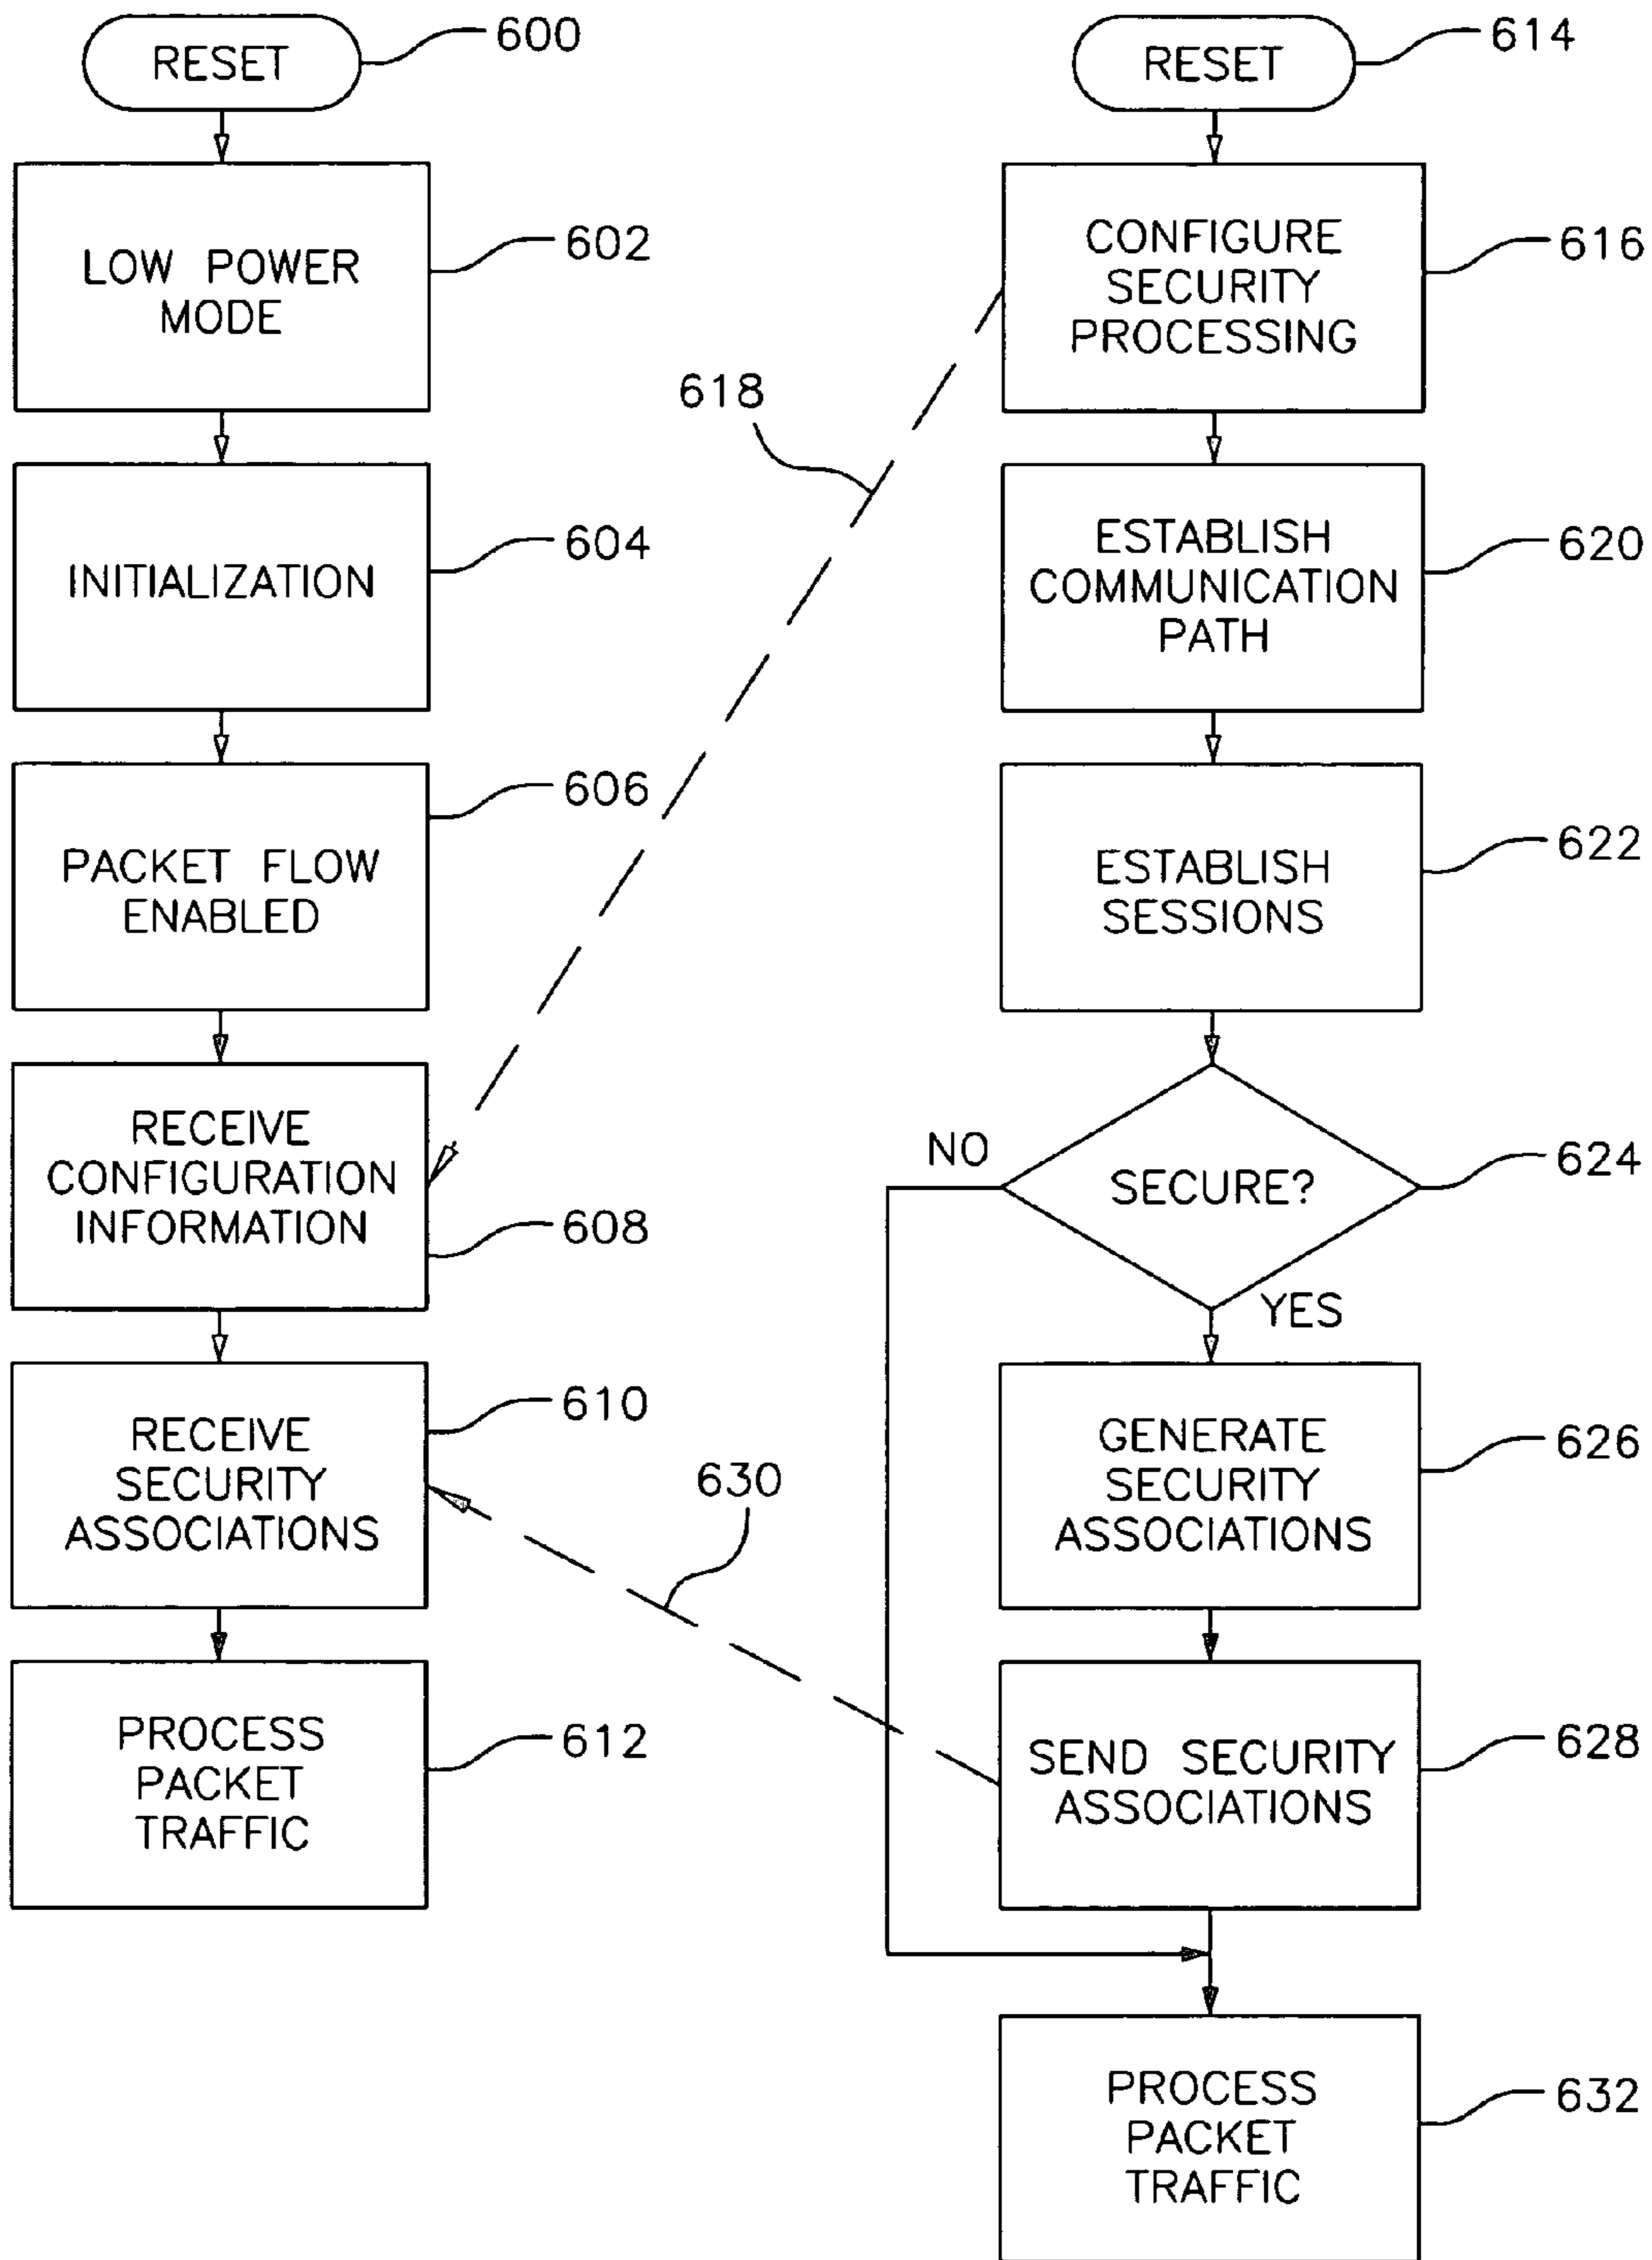 RESET
600
LOW POWER
MODE
602
INITIALIZATION
604
PACKET FLOW
ENABLED
606
RECEIVE
CONFIGURATION
INFORMATION
608
RECEIVE
SECURITY
ASSOCIATIONS
610
PROCESS
PACKET
TRAFFIC
612
618
630
RESET
614
CONFIGURE
SECURITY
PROCESSING
616
ESTABLISH
COMMUNICATION
PATH
620
ESTABLISH
SESSIONS
622
NO
SECURE?
624
YES
GENERATE
SECURITY
ASSOCIATIONS
626
SEND SECURITY
ASSOCIATIONS
628
PROCESS
PACKET
TRAFFIC
632